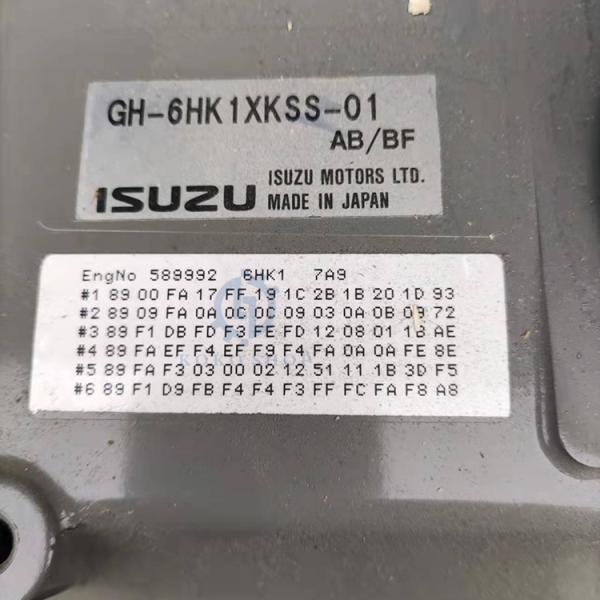 GH-6HK1XKSS-01
AB/BF
ISUZU
ISUZU MOTORS LTD.
MADE IN JAPAN
EngNo 589992 6HK1 7A9
#1 89 00 FA 17 FF 19 1C 2B 1B 20 1D 93
#2 89 09 FA 0A 0C 0C 09 03 0A 0B 09 72
#3 89 F1 DB FD F3 FE FD 12 08 01 1E AE
#4 89 FA EF F4 EF F9 F4 FA 0A 0A FE 8E
#5 89 FA F3 03 00 02 12 51 11 1B 3D F5
#6 89 F1 D9 FB F4 F4 F3 FF FC FA F8 A8